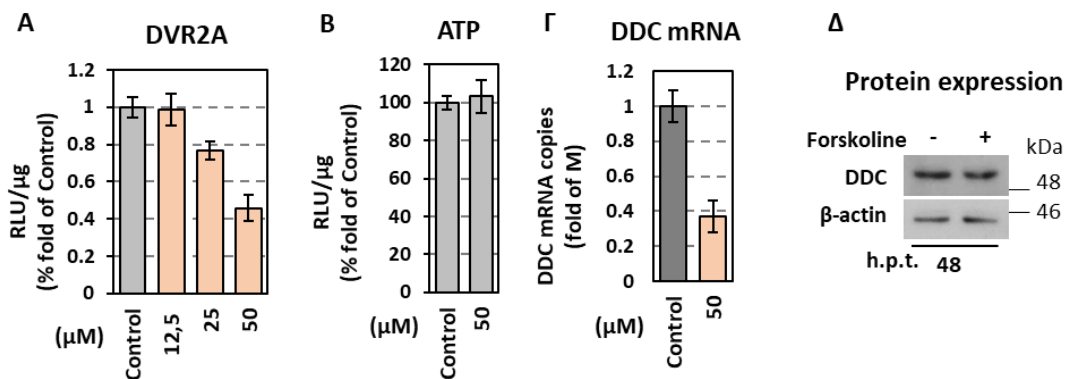 Α
DVR2A
RLU/μg
(% fold of Control)
1.2
1
0.8
0.6
0.4
0.2
0
(μM)
Control
12,5
25
50
Β
ATP
RLU/μg
(% fold of Control)
120
100
80
60
40
20
0
(μM)
Control
50
Γ
DDC mRNA
DDC mRNA copies
(fold of M)
1.2
1
0.8
0.6
0.4
0.2
0
(μM)
Control
50
Δ
Protein expression
Forskoline - + kDa
DDC
48
β-actin
46
h.p.t. 48